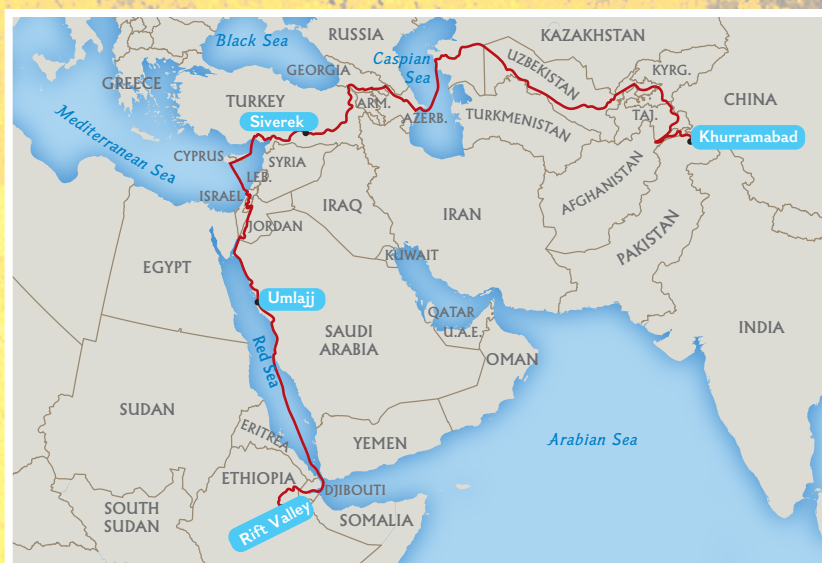 Black Sea
RUSSIA
KAZAKHSTAN
GREECE
GEORGIA
Caspian
Sea
UZBEKISTAN
KYRG.
CHINA
TURKEY
Siverek
ARM.
AZERB.
TURKMENISTAN
TAJ.
Khurramabad
Mediterranean Sea
CYPRUS
SYRIA
LEB.
ISRAEL
IRAQ
IRAN
AFGHANISTAN
JORDAN
PAKISTAN
EGYPT
KUWAIT
Umlajj
QATAR
U.A.E.
SAUDI
ARABIA
INDIA
Red Sea
OMAN
SUDAN
ERITREA
YEMEN
Arabian Sea
ETHIOPIA
DJIBOUTI
SOUTH
SUDAN
Rift Valley
SOMALIA